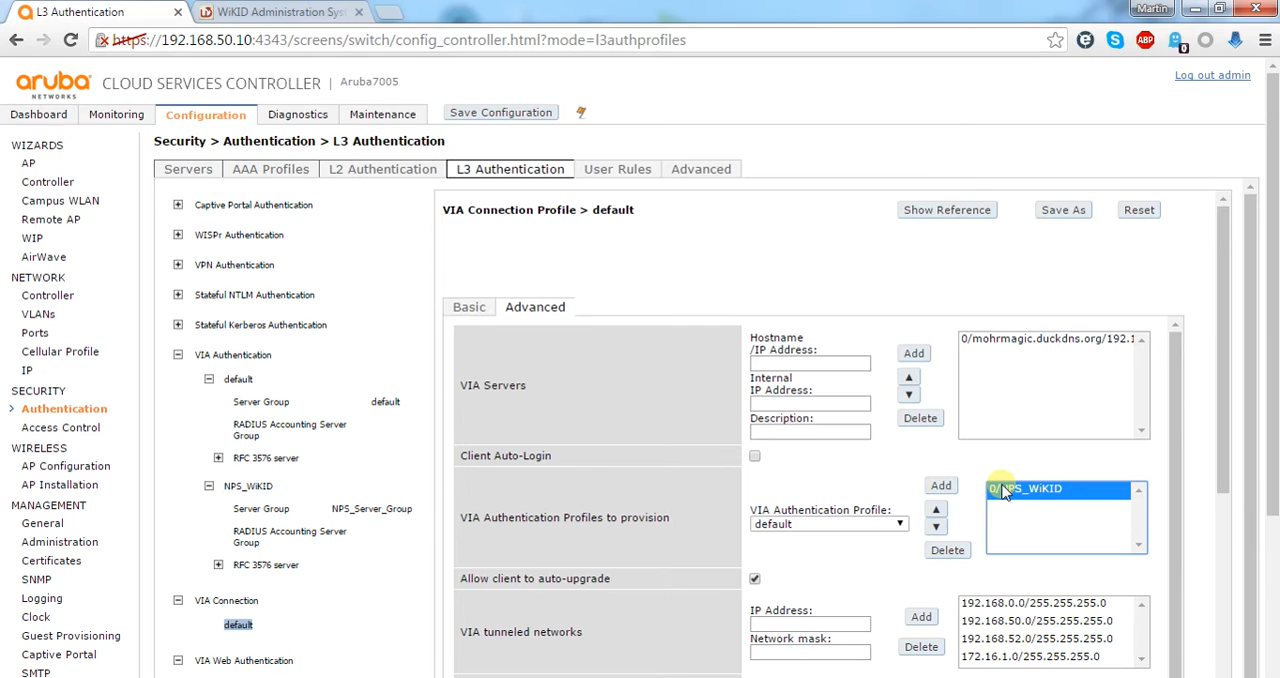 L3 Authentication
WiKID Administration Sys
Martin
https://192.168.50.10:4343/screens/switch/config_controller.html?mode=l3authprofiles
ABP
0
aruba
NETWORKS
CLOUD SERVICES CONTROLLER | Aruba7005
Log out admin
Dashboard
Monitoring
Configuration
Diagnostics
Maintenance
Save Configuration
WIZARDS
AP
Controller
Campus WLAN
Remote AP
WIP
AirWave
NETWORK
Controller
VLANs
Ports
Cellular Profile
IP
SECURITY
Authentication
Access Control
WIRELESS
AP Configuration
AP Installation
MANAGEMENT
General
Administration
Certificates
SNMP
Logging
Clock
Guest Provisioning
Captive Portal
SMTP
Security > Authentication > L3 Authentication
Servers
AAA Profiles
L2 Authentication
L3 Authentication
User Rules
Advanced
Captive Portal Authentication
WISPr Authentication
VPN Authentication
Stateful NTLM Authentication
Stateful Kerberos Authentication
VIA Authentication
default
Server Group default
RADIUS Accounting Server
Group
RFC 3576 server
NPS_WiKID
Server Group NPS_Server_Group
RADIUS Accounting Server
Group
RFC 3576 server
VIA Connection
default
VIA Web Authentication
VIA Connection Profile > default
Show Reference
Save As
Reset
Basic
Advanced
VIA Servers
Hostname
/IP Address:
Internal
IP Address:
Description:
Add
Delete
0/mohrmagic.duckdns.org/192.1
Client Auto-Login
VIA Authentication Profiles to provision
VIA Authentication Profile:
default
Add
Delete
0/NPS_WiKID
Allow client to auto-upgrade
VIA tunneled networks
IP Address:
Network mask:
Add
Delete
192.168.0.0/255.255.255.0
192.168.50.0/255.255.255.0
192.168.52.0/255.255.255.0
172.16.1.0/255.255.255.0